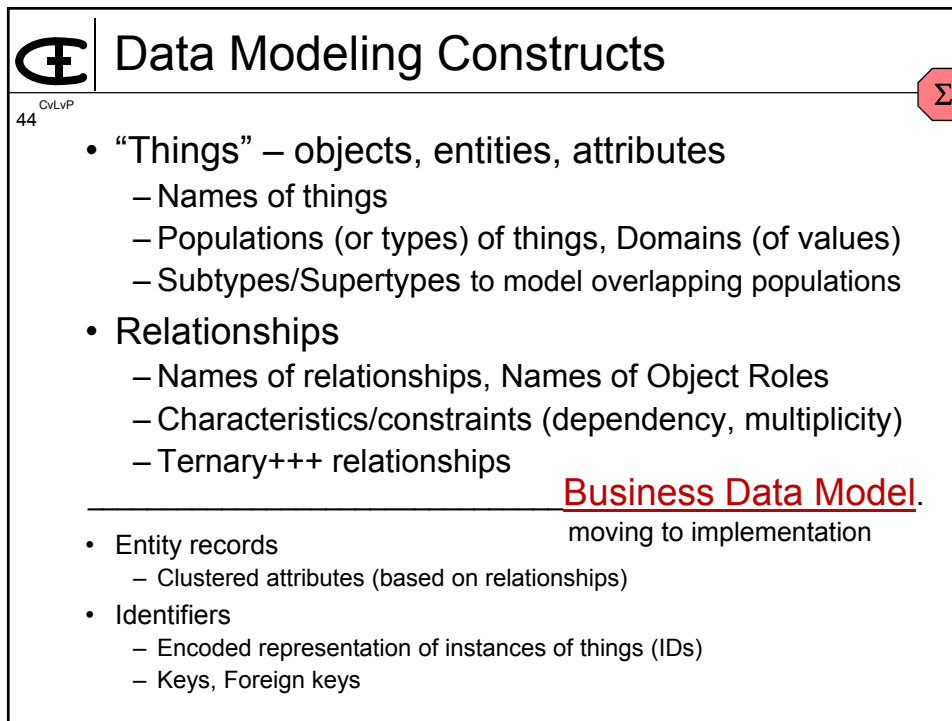 Data Modeling Constructs
Σ
CvLvP
44
• “Things” – objects, entities, attributes
– Names of things
– Populations (or types) of things, Domains (of values)
– Subtypes/Supertypes to model overlapping populations
• Relationships
– Names of relationships, Names of Object Roles
– Characteristics/constraints (dependency, multiplicity)
– Ternary+++ relationships
Business Data Model.
moving to implementation
• Entity records
– Clustered attributes (based on relationships)
• Identifiers
– Encoded representation of instances of things (IDs)
– Keys, Foreign keys